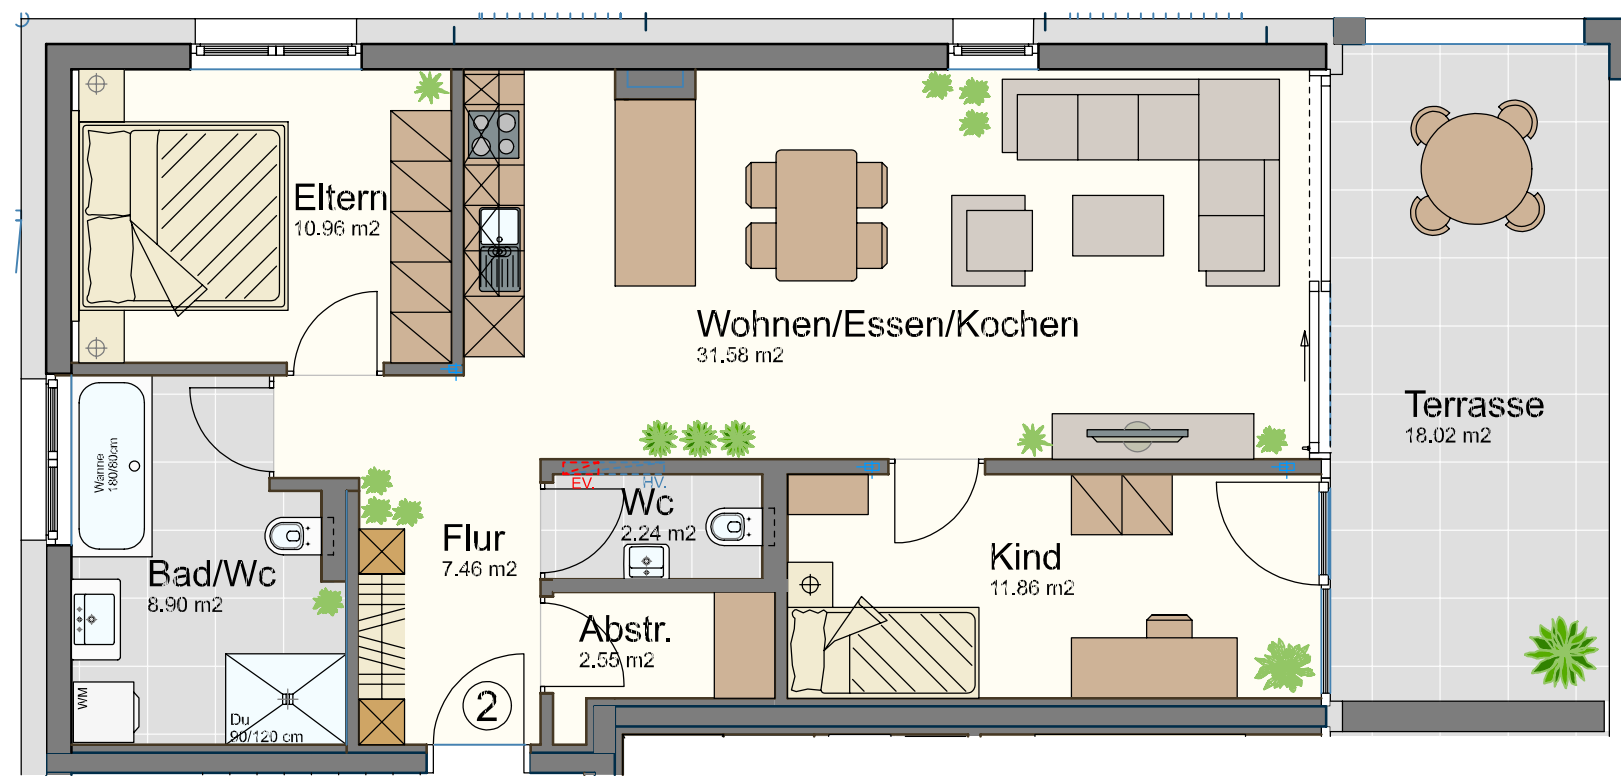 Eltern
10.96 m2
Wohnen/Essen/Kochen
31.58 m2
Terrasse
18.02 m2
Wanne
180/80cm
EV.
HV.
Wc
2.24 m2
Flur
7.46 m2
Kind
11.86 m2
Bad/Wc
8.90 m2
Abstr.
2.55 m2
WM
Du
90/120 cm
2